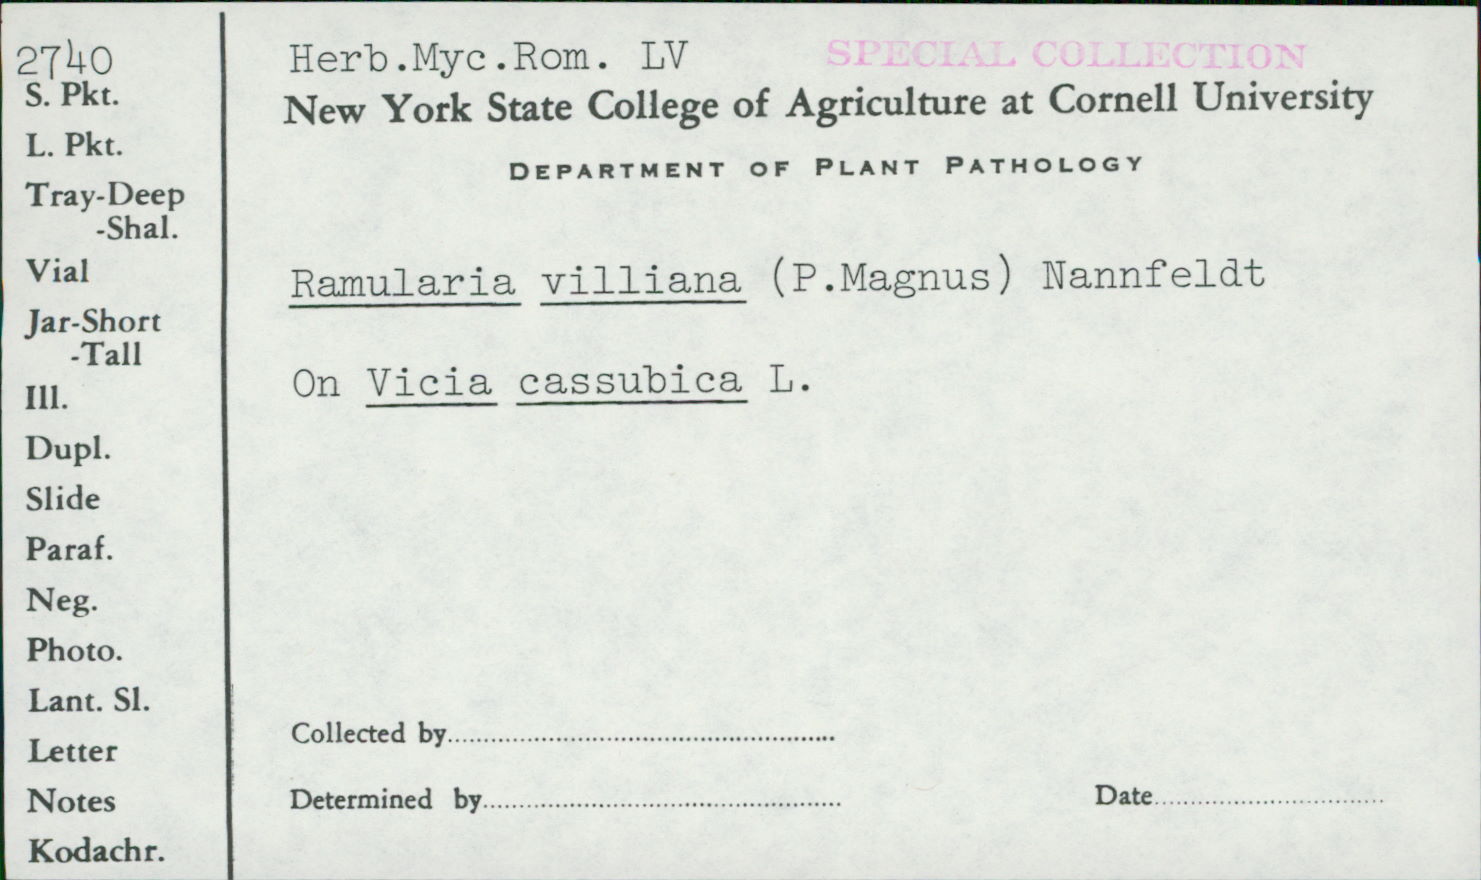 2740
S. Pkt.
L. Pkt.
Tray-Deep
-Shal.
Vial
Jar-Short
-Tall
Ill.
Dupl.
Slide
Paraf.
Neg.
Photo.
Lant. Sl.
Letter
Notes
Kodachr.
Herb.Myc.Rom. LV SPECIAL COLLECTION
New York State College of Agriculture at Cornell University
DEPARTMENT OF PLANT PATHOLOGY
Ramularia villiana (P.Magnus) Nannfeldt
On Vicia cassubica L.
Collected by
Determined by Date